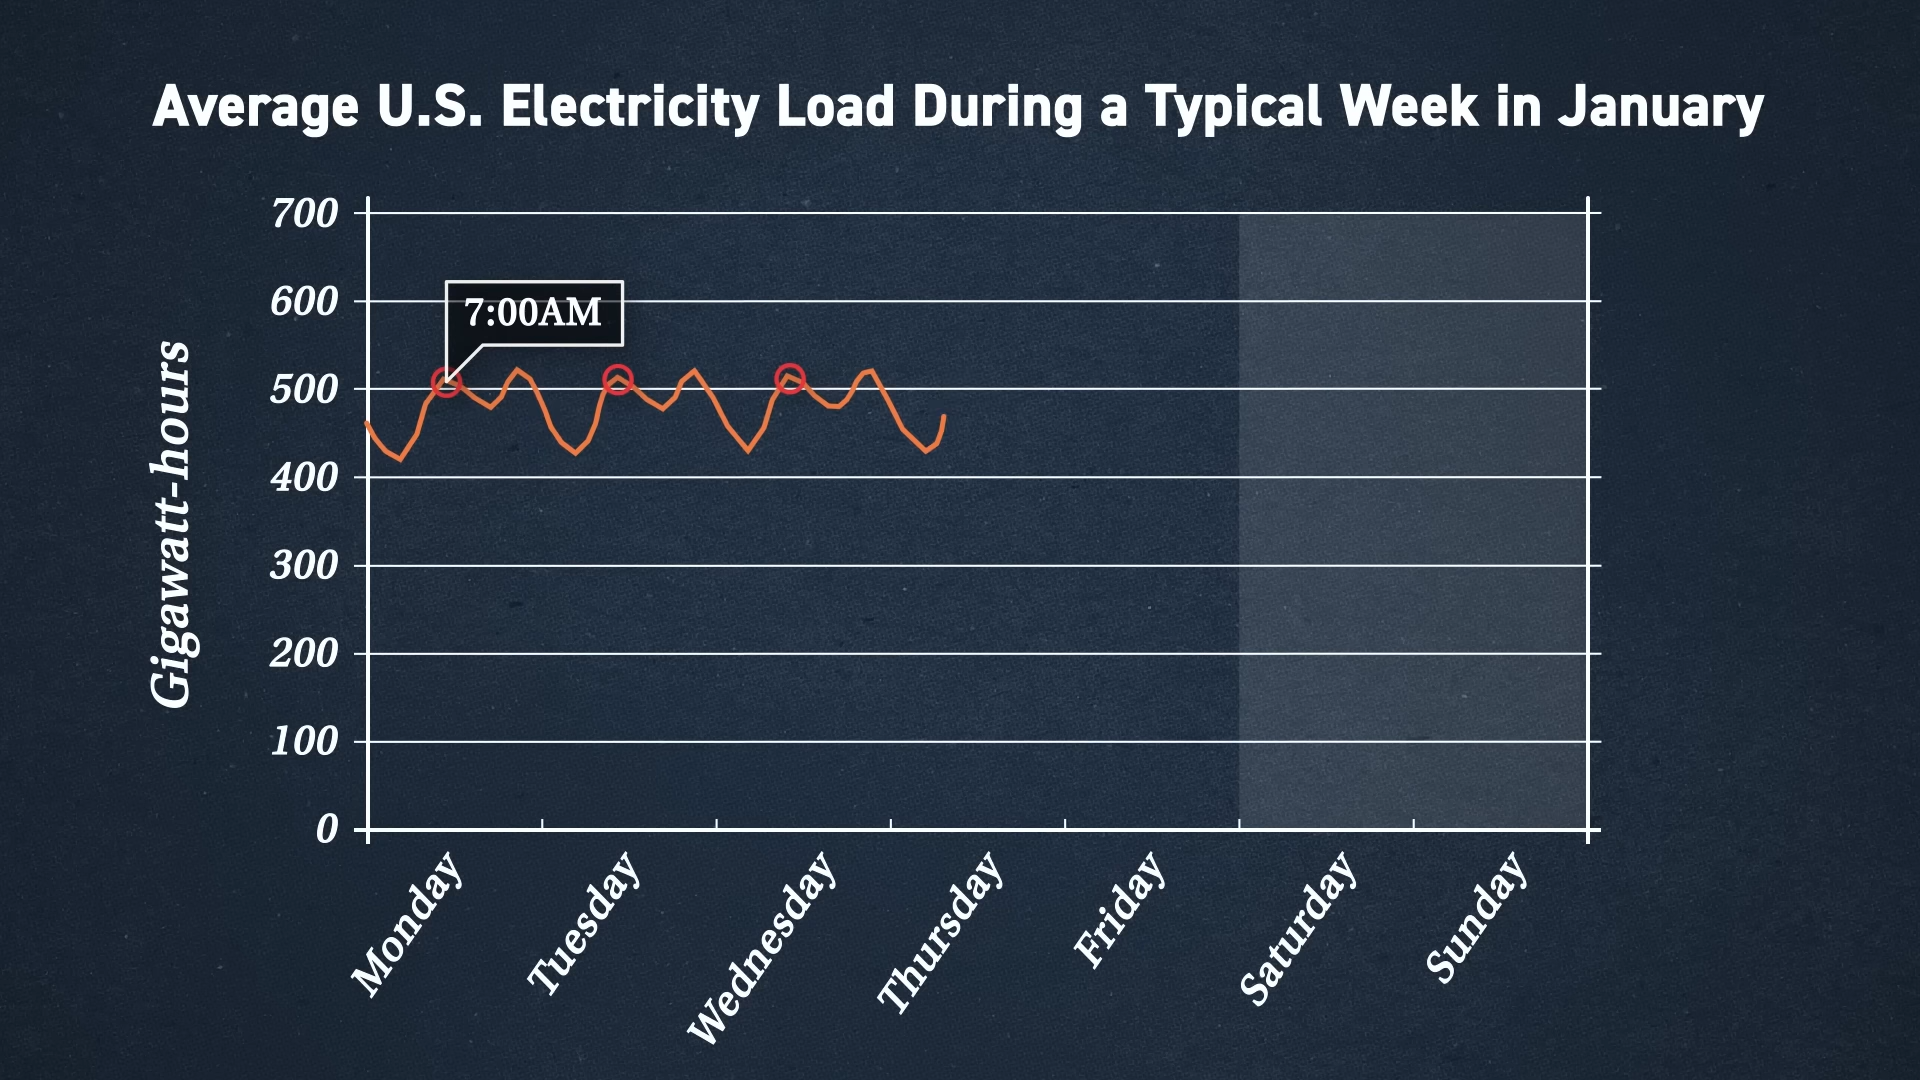 Average U.S. Electricity Load During a Typical Week in January
700
600
500
400
300
200
100
0
Gigawatt-hours
7:00AM
Monday
Tuesday
Wednesday
Thursday
Friday
Saturday
Sunday